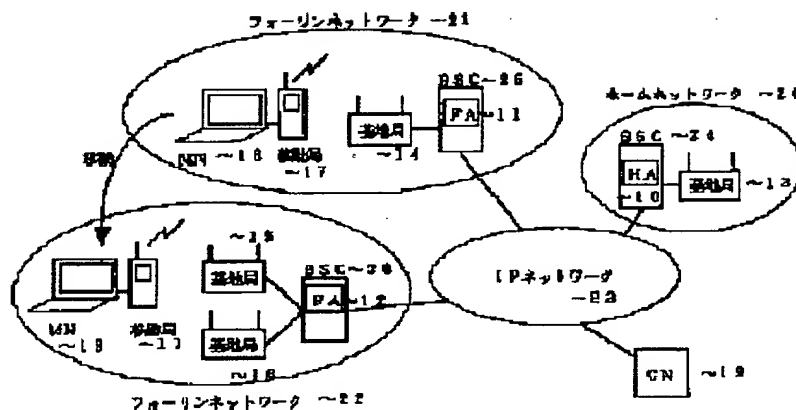 フォーリンネットワーク ~21
BSC~
FA ~11
基地局
~14
MN ~18
移動局
~17
移動
ホームネットワーク
BSC ~24
HA
~10
基地局 ~13
~15
基地局
BSC~
FA ~12
MN
移動局
基地局
~16
IPネットワーク
~23
CN ~19
フォーリンネットワーク ~22